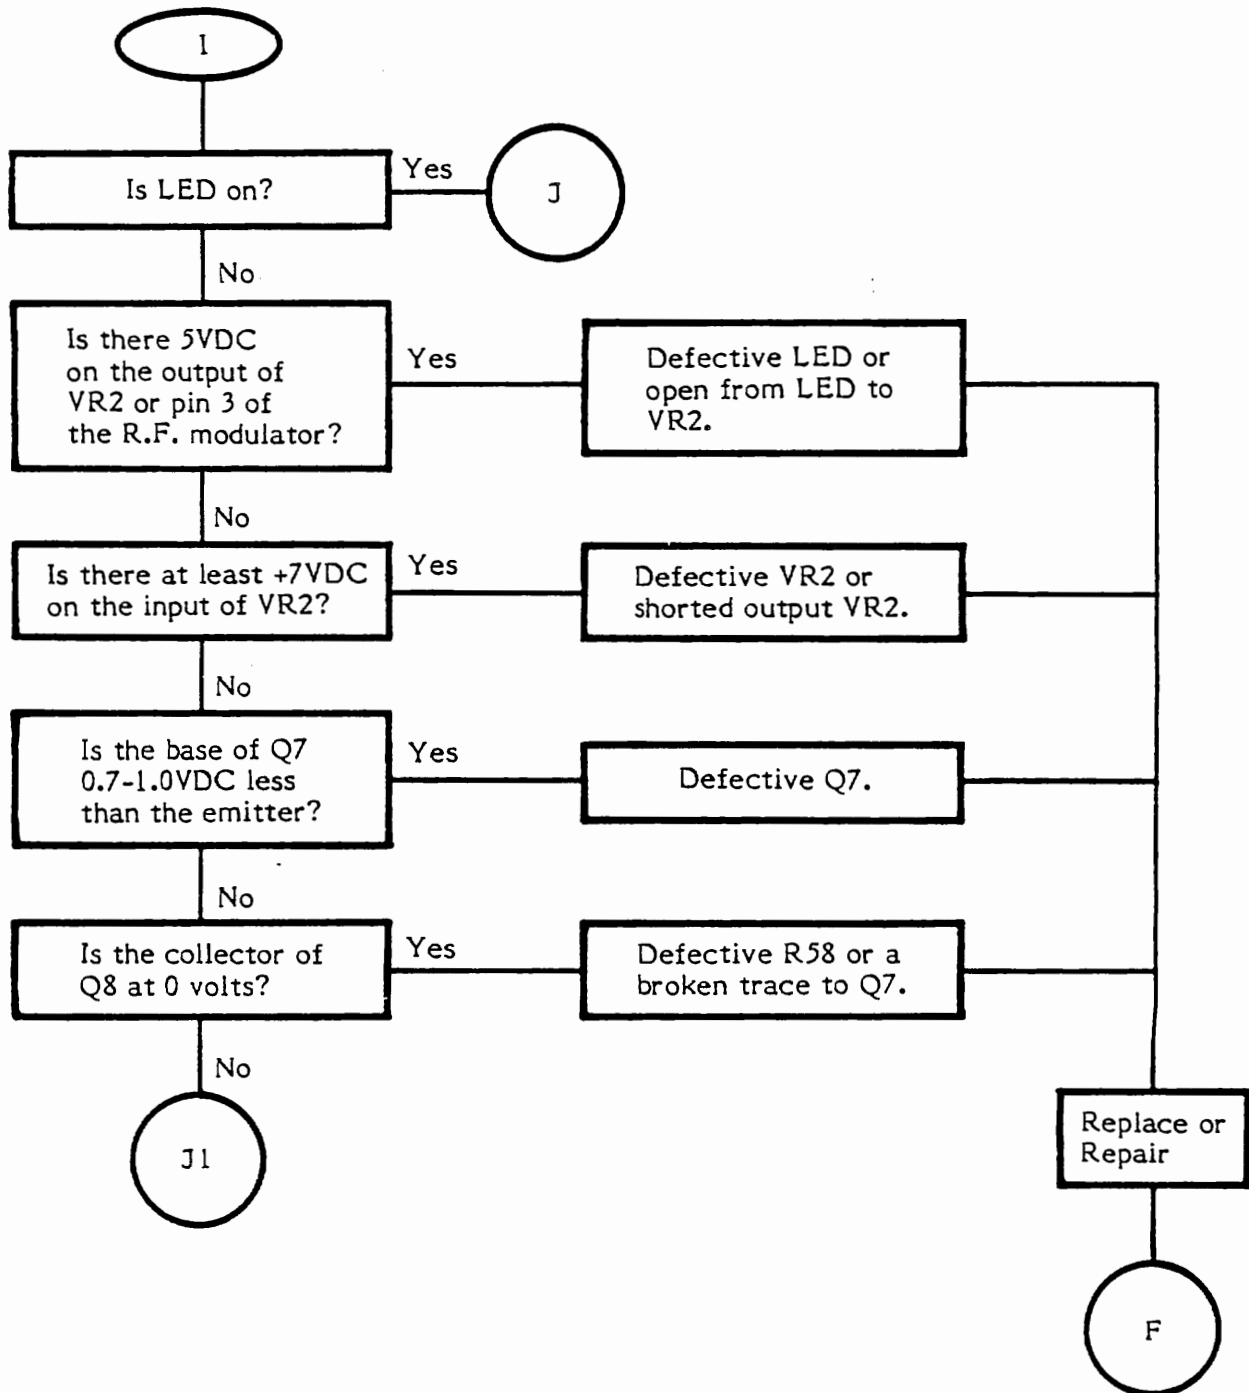 I
Is LED on?
Yes
J
No
Is there 5VDC
on the output of
VR2 or pin 3 of
the R.F. modulator?
Yes
Defective LED or
open from LED to
VR2.
No
Is there at least +7VDC
on the input of VR2?
Yes
Defective VR2 or
shorted output VR2.
No
Is the base of Q7
0.7-1.0VDC less
than the emitter?
Yes
Defective Q7.
No
Is the collector of
Q8 at 0 volts?
Yes
Defective R58 or a
broken trace to Q7.
No
J1
Replace or
Repair
F